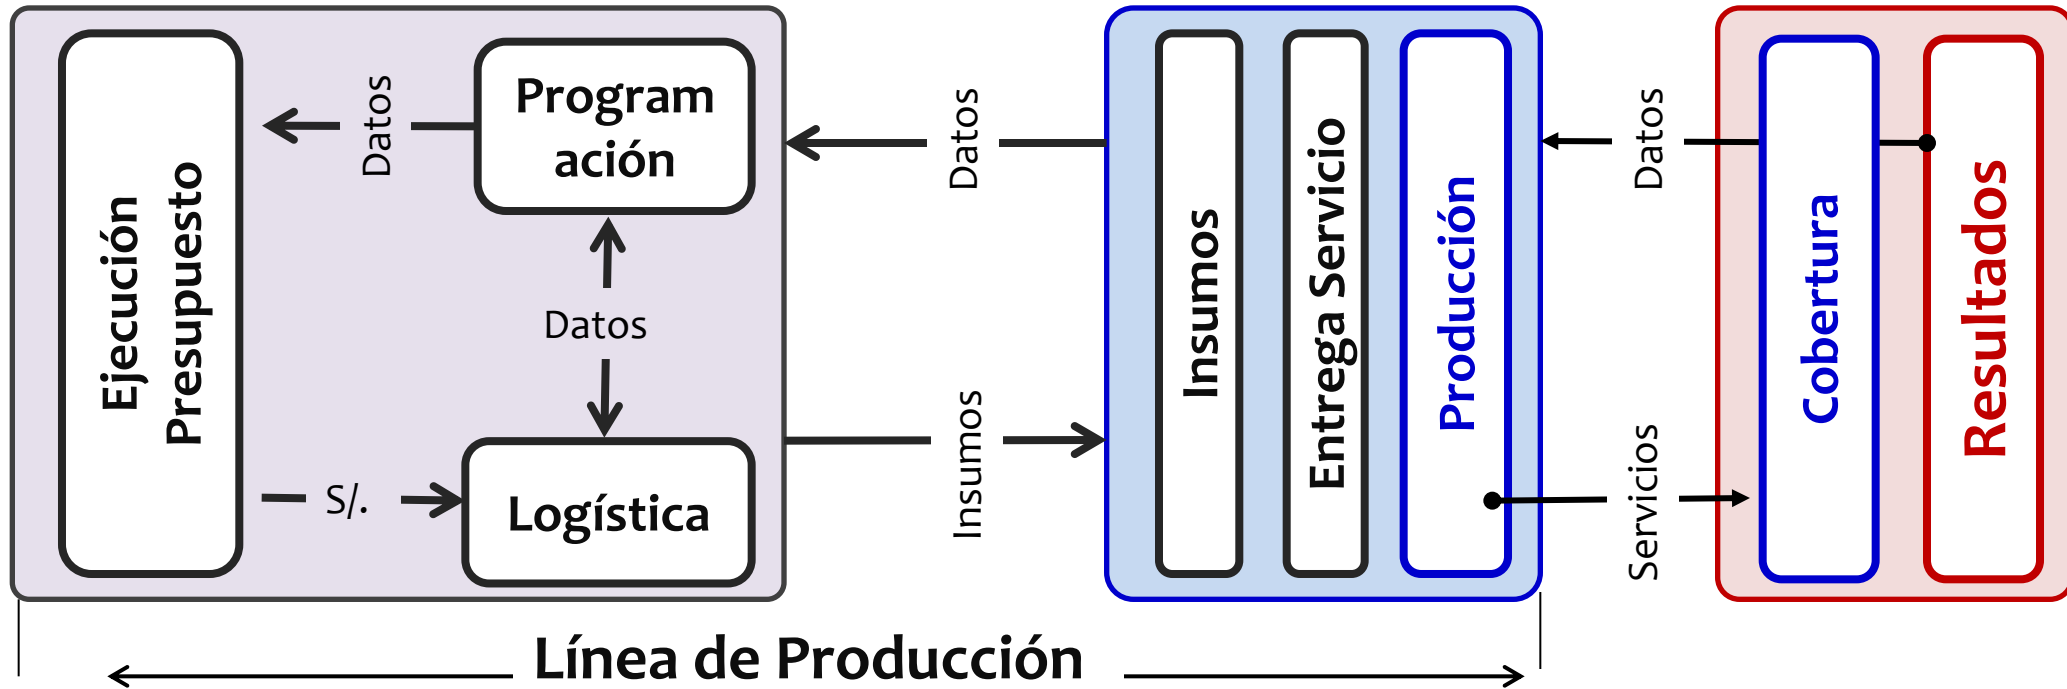 Ejecución
Presupuesto
Datos
Program
ación
Datos
S/.
Logística
Datos
Insumos
Insumos
Entrega Servicio
Producción
Datos
Servicios
Cobertura
Resultados
Línea de Producción